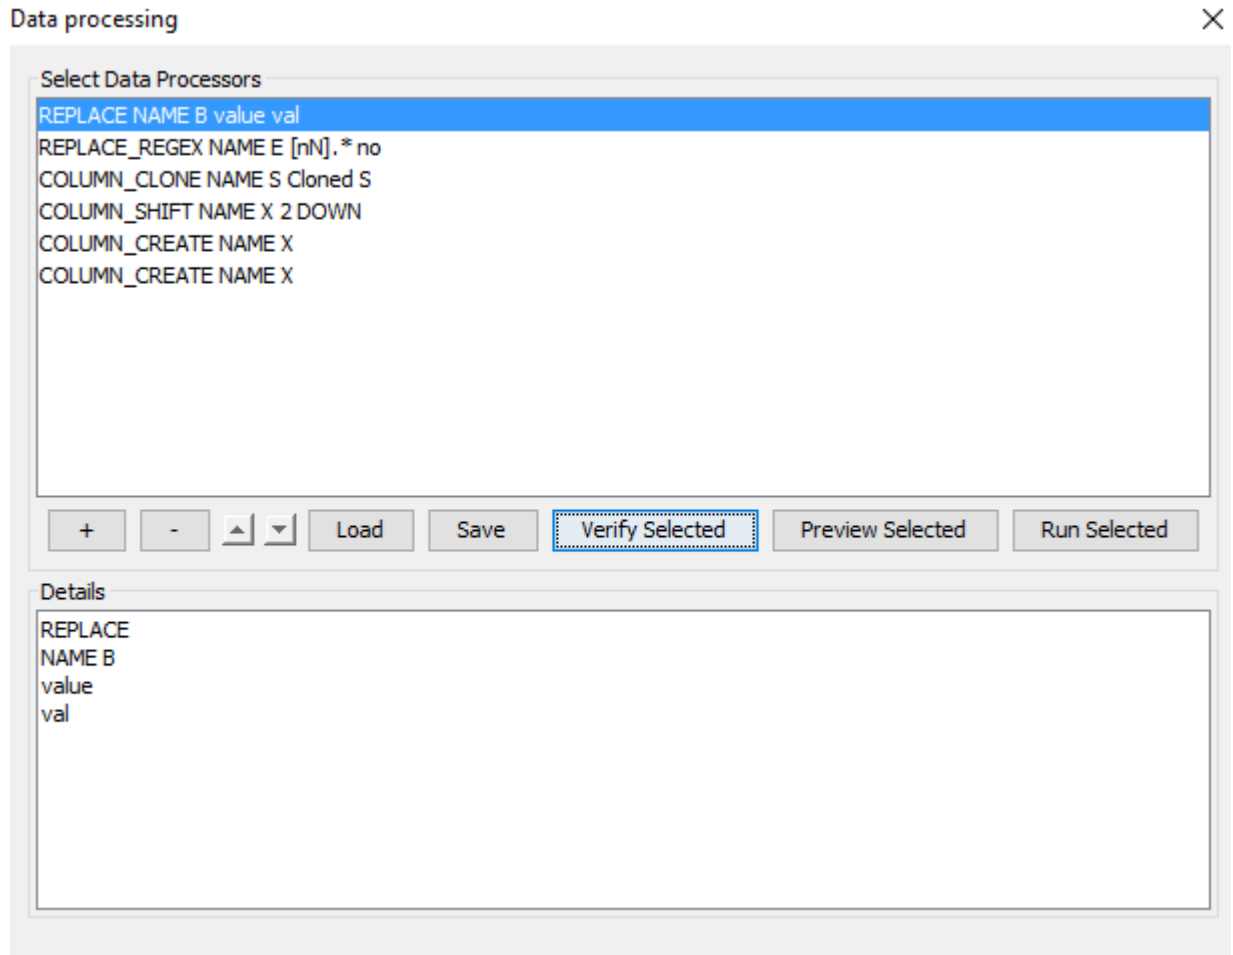 Data processing
Select Data Processors
REPLACE NAME B value val
REPLACE_REGEX NAME E [nN].* no
COLUMN_CLONE NAME S Cloned S
COLUMN_SHIFT NAME X 2 DOWN
COLUMN_CREATE NAME X
COLUMN_CREATE NAME X
+ - Load Save Verify Selected Preview Selected Run Selected
Details
REPLACE
NAME B
value
val